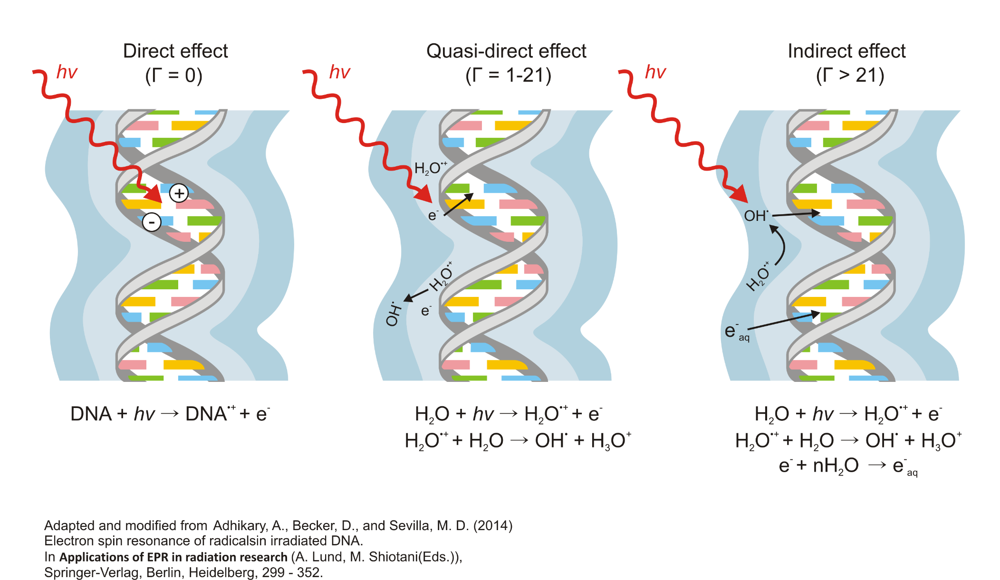 Direct effect
(Γ = 0)
hv
+
-
DNA + hv → DNA•+ + e-
Quasi-direct effect
(Γ = 1-21)
hv
H2O•+
e-
H2O•+
OH•
e-
H2O + hv → H2O•+ + e-
H2O•+ + H2O → OH• + H3O+
Indirect effect
(Γ > 21)
hv
OH•
H2O•+
e-aq
H2O + hv → H2O•+ + e-
H2O•+ + H2O → OH• + H3O+
e- + nH2O → e-aq
Adapted and modified from Adhikary, A., Becker, D., and Sevilla, M. D. (2014)
Electron spin resonance of radicalsin irradiated DNA.
In Applications of EPR in radiation research (A. Lund, M. Shiotani(Eds.)),
Springer-Verlag, Berlin, Heidelberg, 299 - 352.